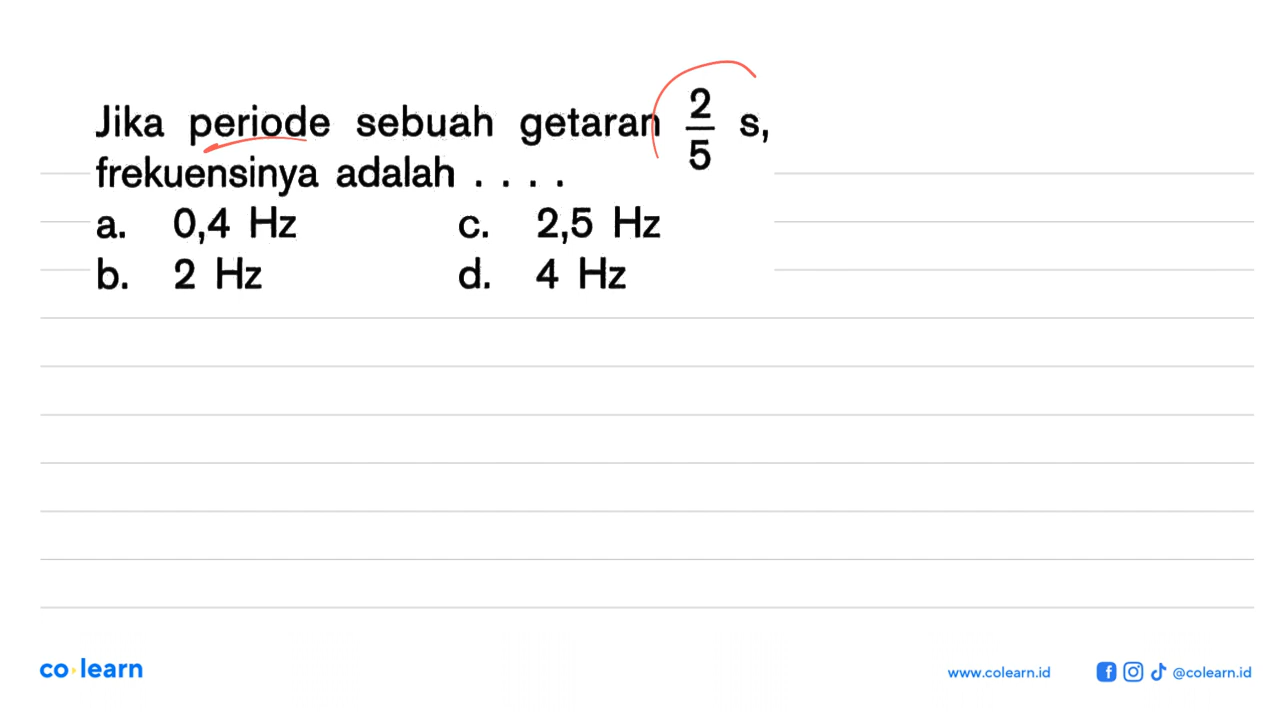 Jika periode sebuah getaran 2/5 s,
frekuensinya adalah . . . .
a. 0,4 Hz c. 2,5 Hz
b. 2 Hz d. 4 Hz
co learn
www.colearn.id @colearn.id